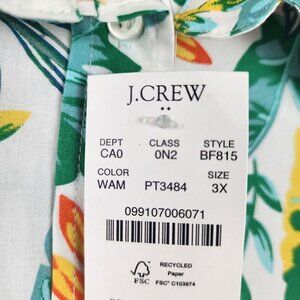 J.CREW
DEPT CLASS STYLE
CA0 0N2 BF815
COLOR SIZE
WAM PT3484 3X
099107006071
FSC
RECYCLED
Paper
FSC® C103974